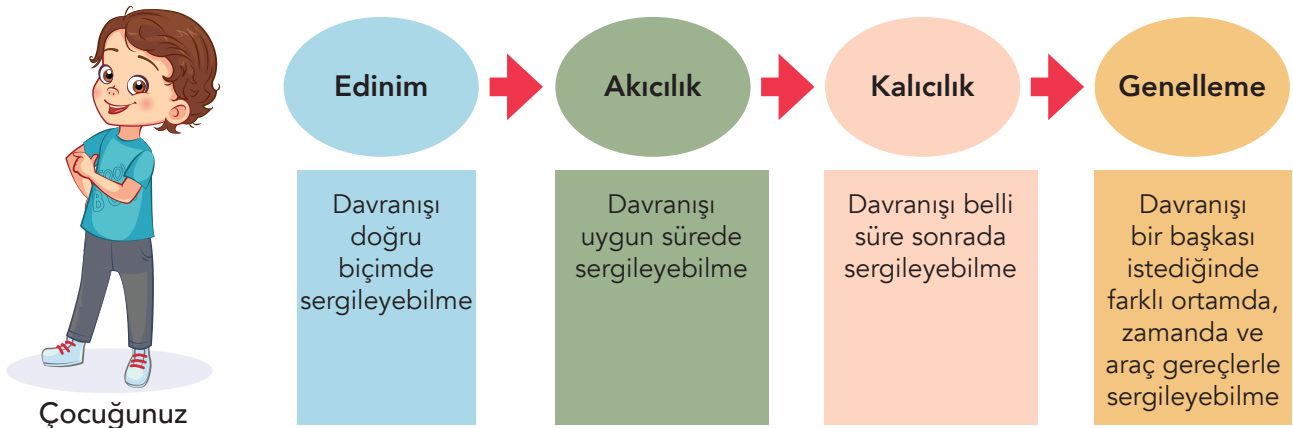 Edinim
Akıcılık
Kalıcılık
Genelleme
Davranışı
doğru
biçimde
sergileyebilme
Davranışı
uygun sürede
sergileyebilme
Davranışı belli
süre sonrada
sergileyebilme
Davranışı
bir başkası
istediğinde
farklı ortamda,
zamanda ve
araç gereçlerle
sergileyebilme
Çocuğunuz